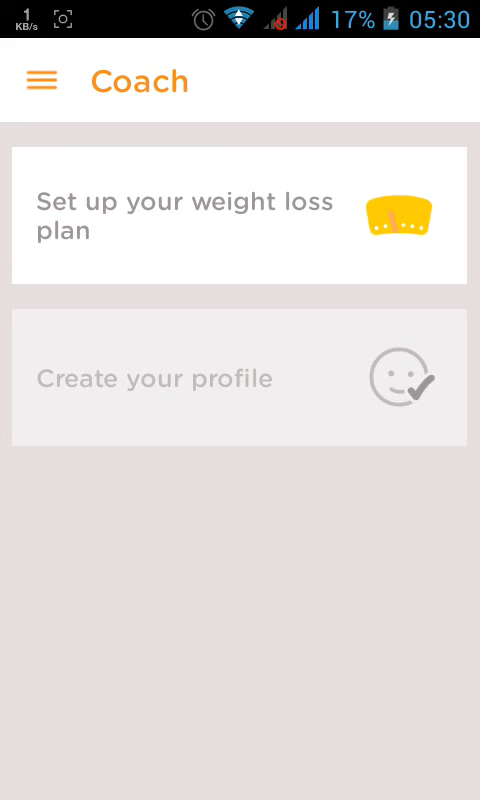 1
KB/s
17%
05:30
Coach
Set up your weight loss
plan
Create your profile